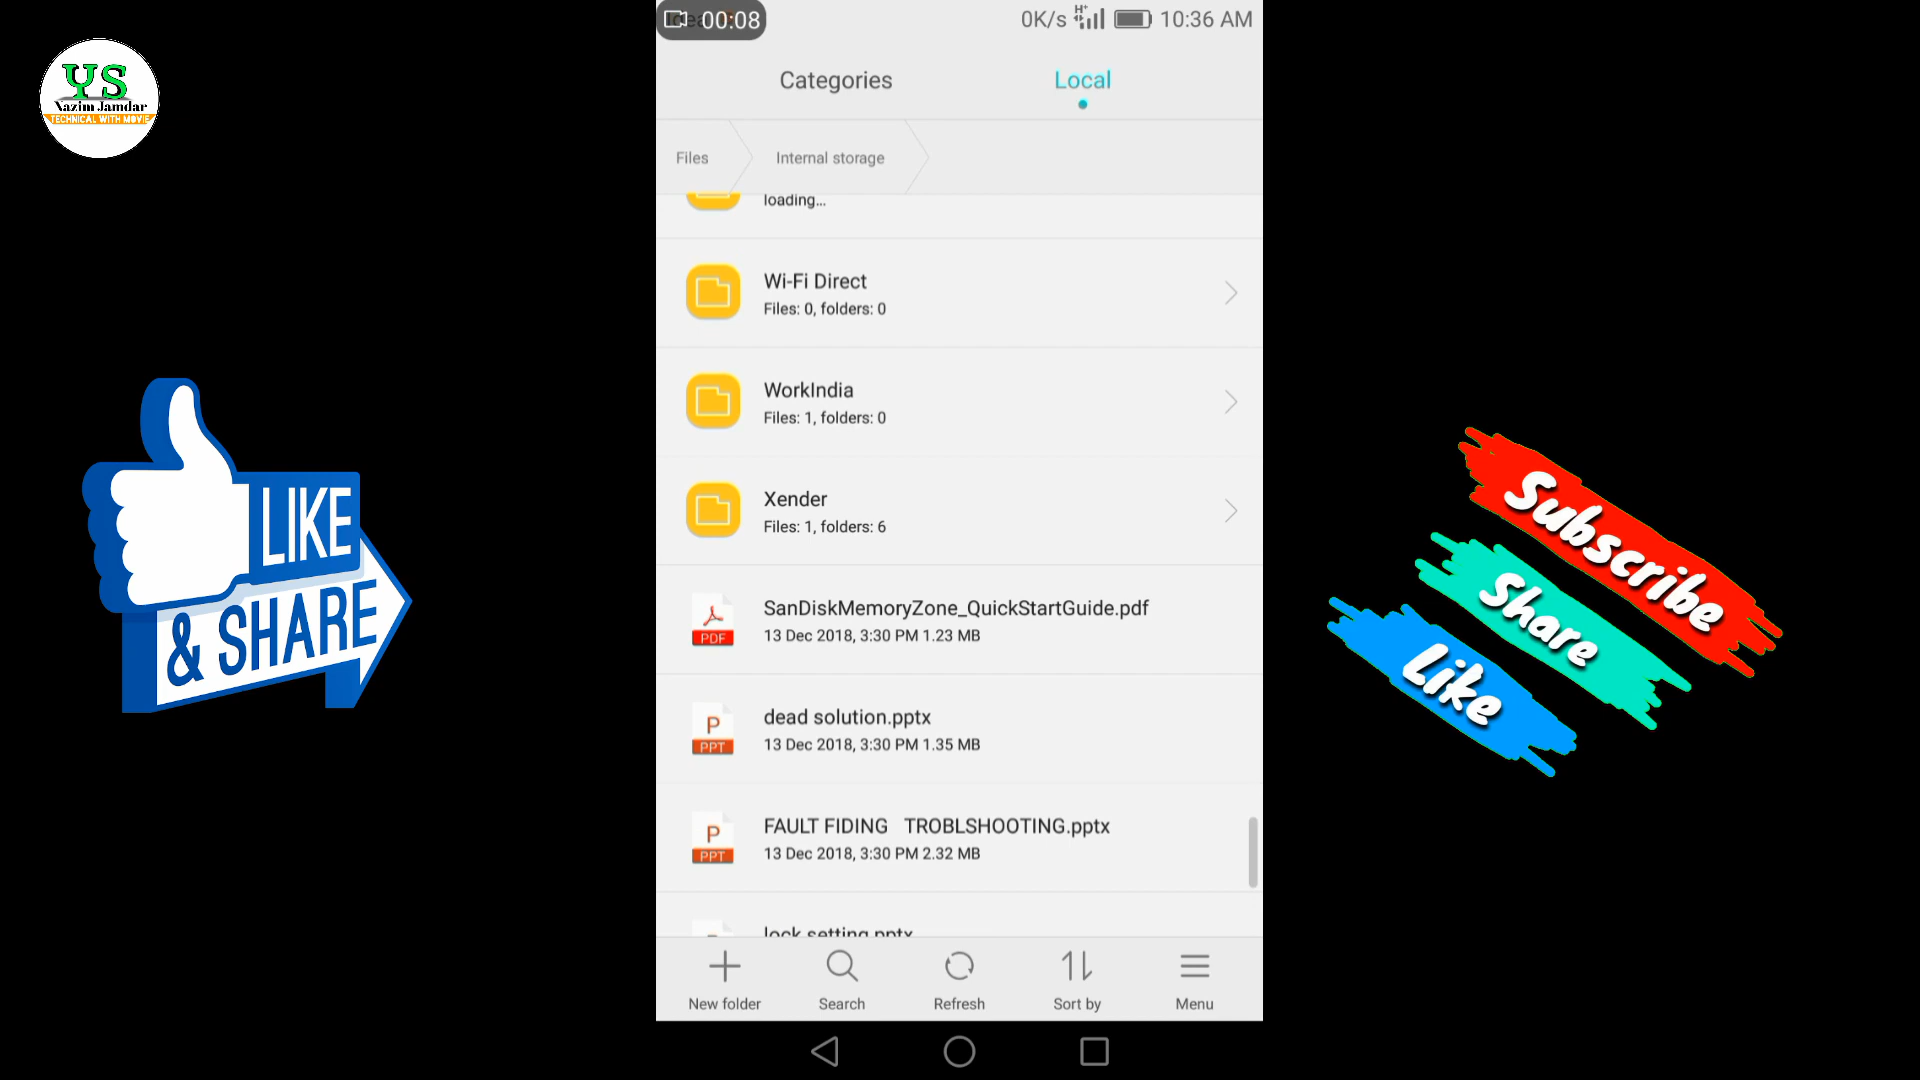 YS
Nazim Jamdar
TECHNICAL WITH MOVIE
LIKE
& SHARE
00:08
0K/s H+ 10:36 AM
Categories Local
Files Internal storage
loading...
Wi-Fi Direct
Files: 0, folders: 0
WorkIndia
Files: 1, folders: 0
Xender
Files: 1, folders: 6
PDF
SanDiskMemoryZone_QuickStartGuide.pdf
13 Dec 2018, 3:30 PM 1.23 MB
P
PPT
dead solution.pptx
13 Dec 2018, 3:30 PM 1.35 MB
P
PPT
FAULT FIDING TROBLSHOOTING.pptx
13 Dec 2018, 3:30 PM 2.32 MB
lock setting.pptx
New folder Search Refresh Sort by Menu
Subscribe
Share
Like